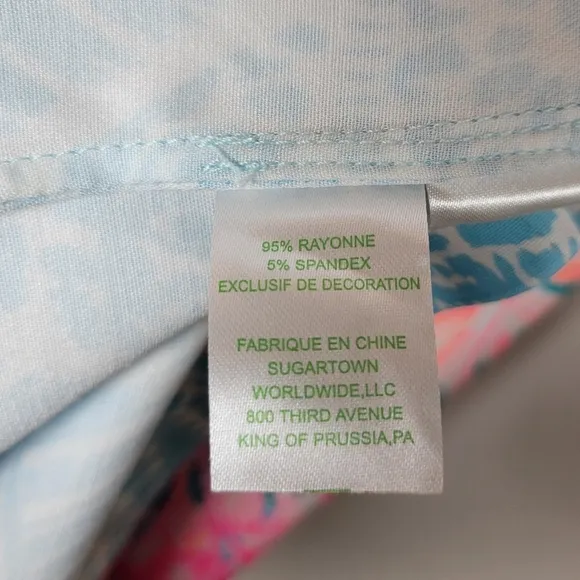 95% RAYONNE
5% SPANDEX
EXCLUSIF DE DECORATION
FABRIQUE EN CHINE
SUGARTOWN
WORLDWIDE,LLC
800 THIRD AVENUE
KING OF PRUSSIA,PA